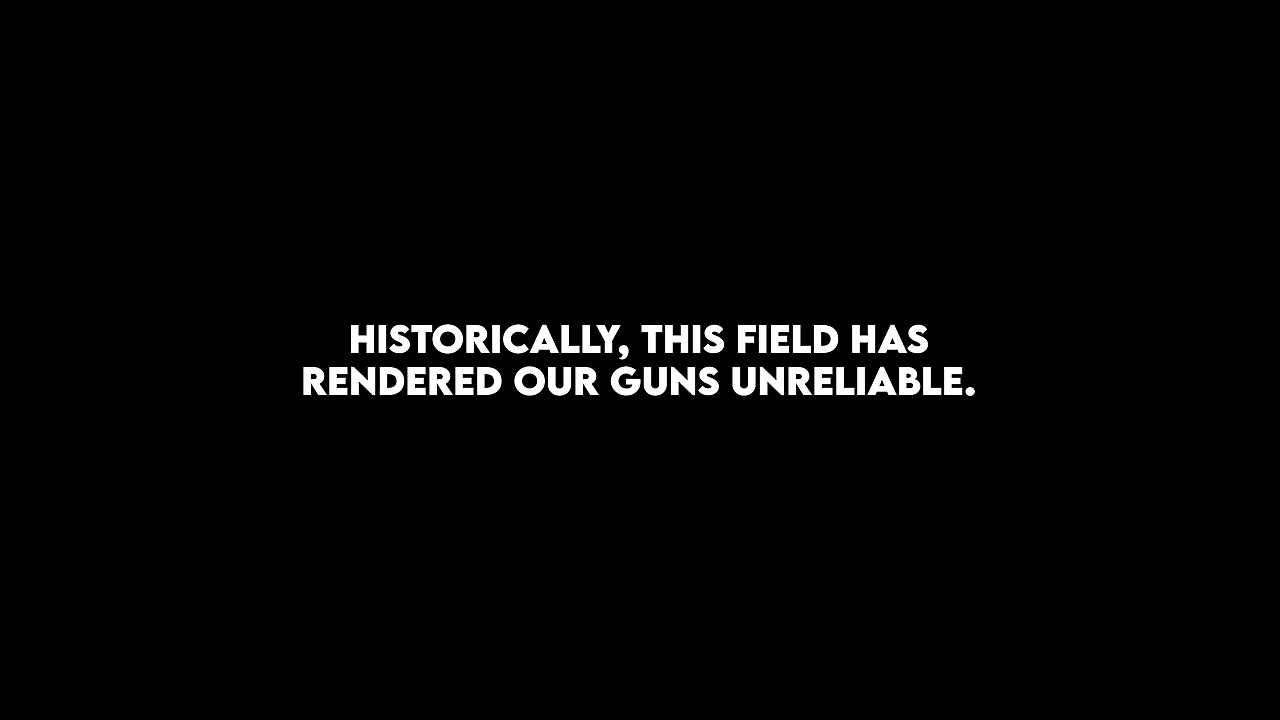 HISTORICALLY, THIS FIELD HAS
RENDERED OUR GUNS UNRELIABLE.